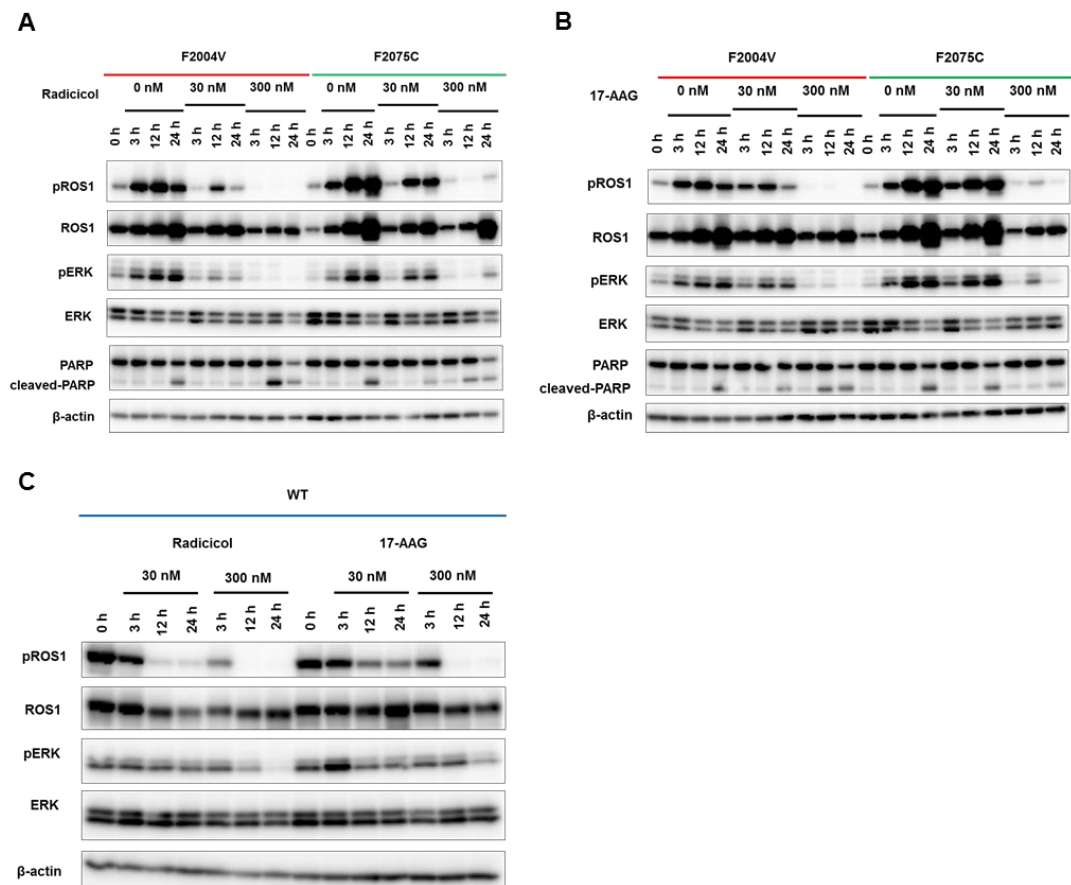 A
F2004V F2075C
Radicicol 0 nM 30 nM 300 nM 0 nM 30 nM 300 nM
0 h 3 h 12 h 24 h 3 h 12 h 24 h 3 h 12 h 24 h 0 h 3 h 12 h 24 h 3 h 12 h 24 h 3 h 12 h 24 h
pROS1
ROS1
pERK
ERK
PARP
cleaved-PARP
β-actin
B
F2004V F2075C
17-AAG 0 nM 30 nM 300 nM 0 nM 30 nM 300 nM
0 h 3 h 12 h 24 h 3 h 12 h 24 h 3 h 12 h 24 h 0 h 3 h 12 h 24 h 3 h 12 h 24 h 3 h 12 h 24 h
pROS1
ROS1
pERK
ERK
PARP
cleaved-PARP
β-actin
C
WT
Radicicol 17-AAG
30 nM 300 nM 30 nM 300 nM
0 h 3 h 12 h 24 h 3 h 12 h 24 h 0 h 3 h 12 h 24 h 3 h 12 h 24 h
pROS1
ROS1
pERK
ERK
β-actin